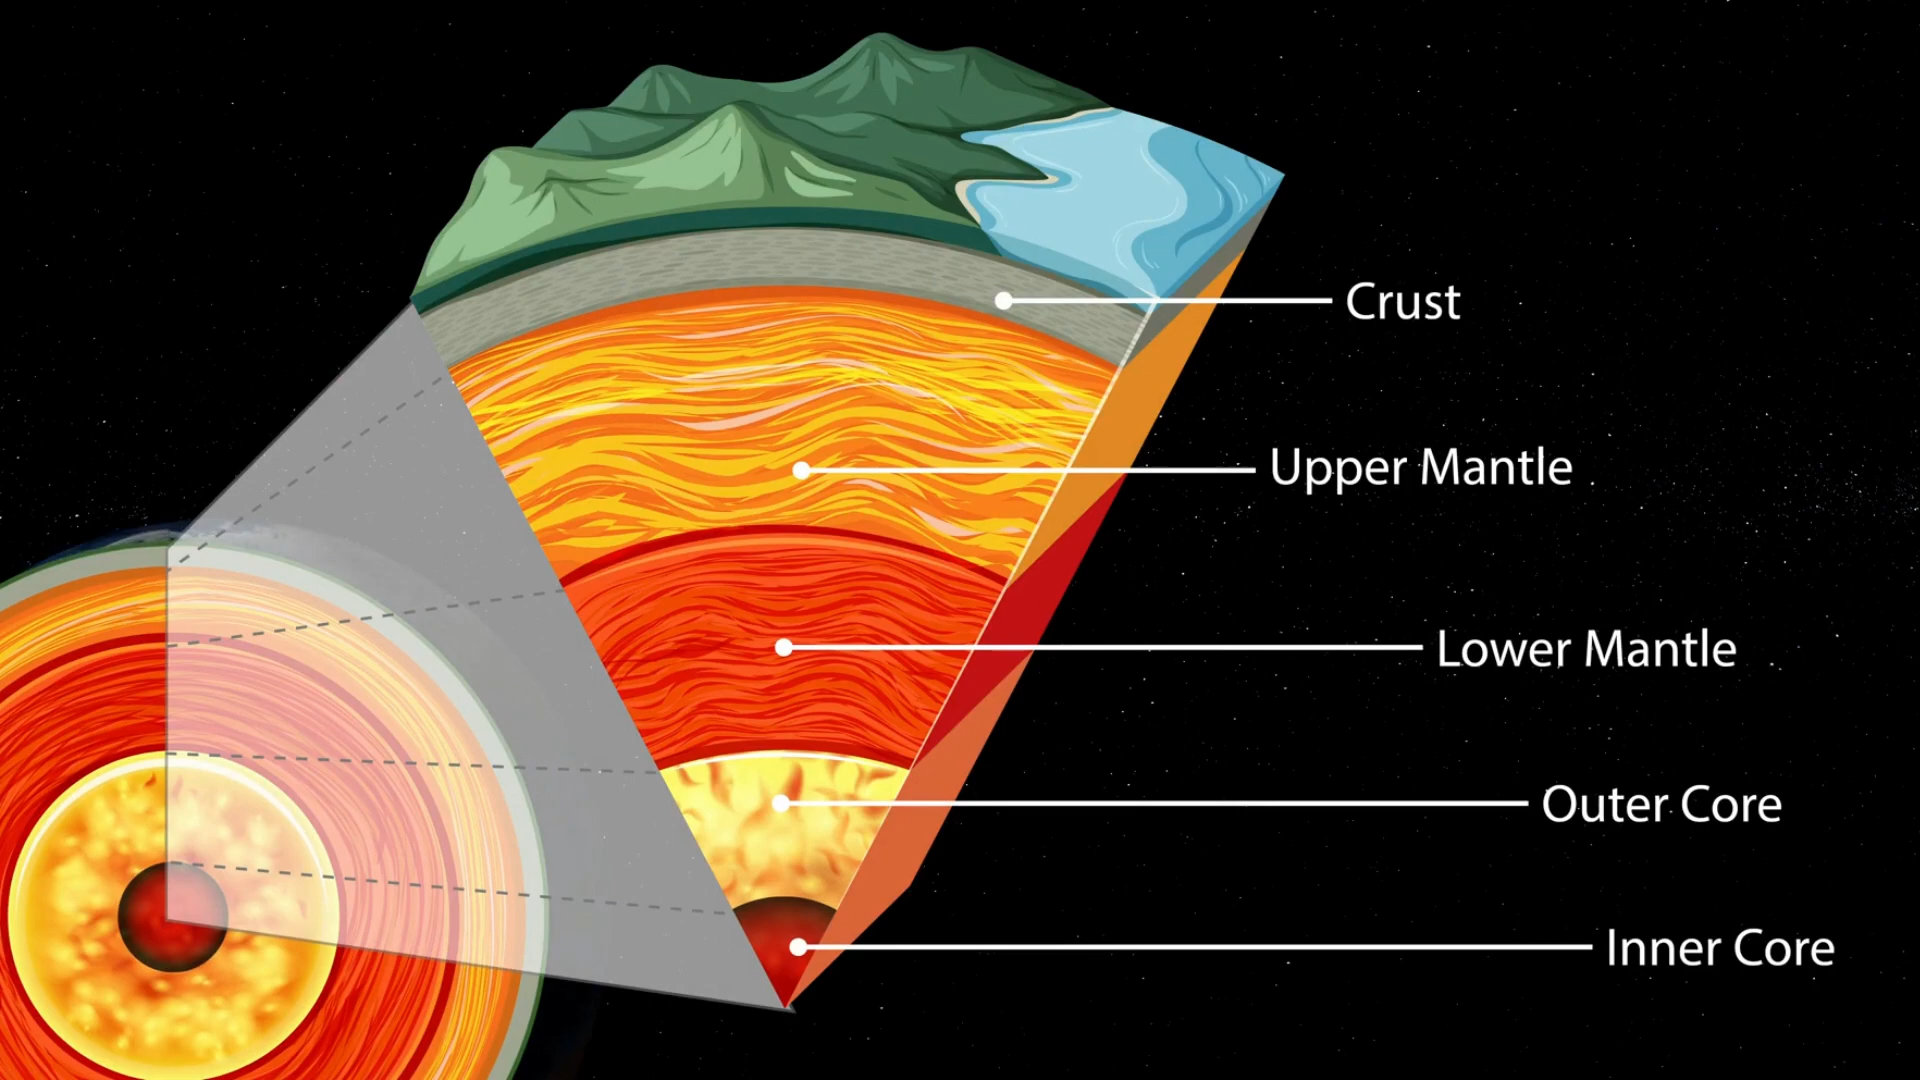 Crust
Upper Mantle
Lower Mantle
Outer Core
Inner Core